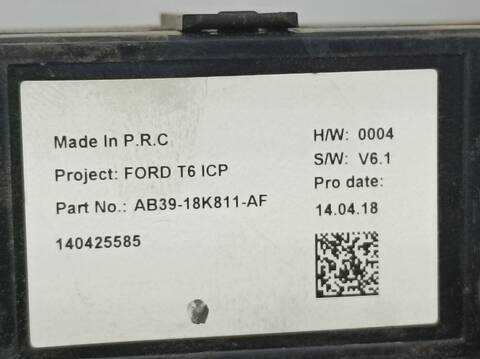 Made In P.R.C
Project: FORD T6 ICP
Part No.: AB39-18K811-AF
140425585
H/W: 0004
S/W: V6.1
Pro date:
14.04.18